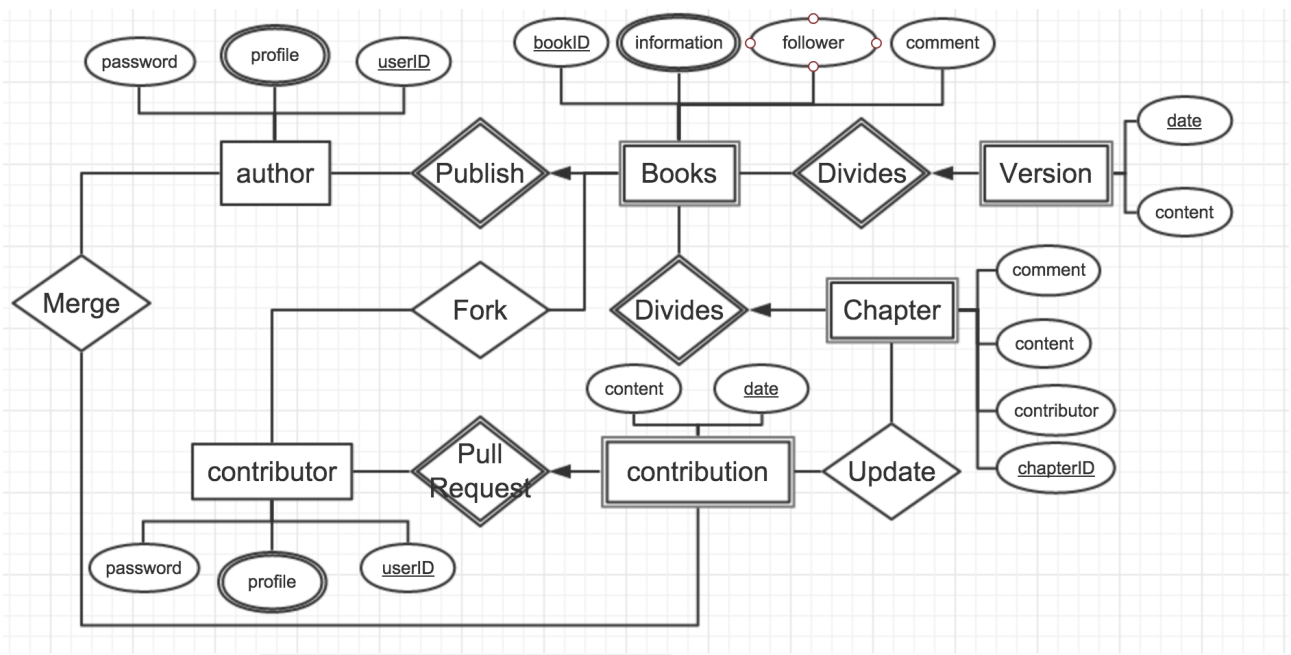 password
profile
userID
bookID
information
follower
comment
date
author
Publish
Books
Divides
Version
content
Merge
Fork
Divides
Chapter
comment
content
contributor
chapterID
content
date
contributor
Pull
Request
contribution
Update
password
profile
userID